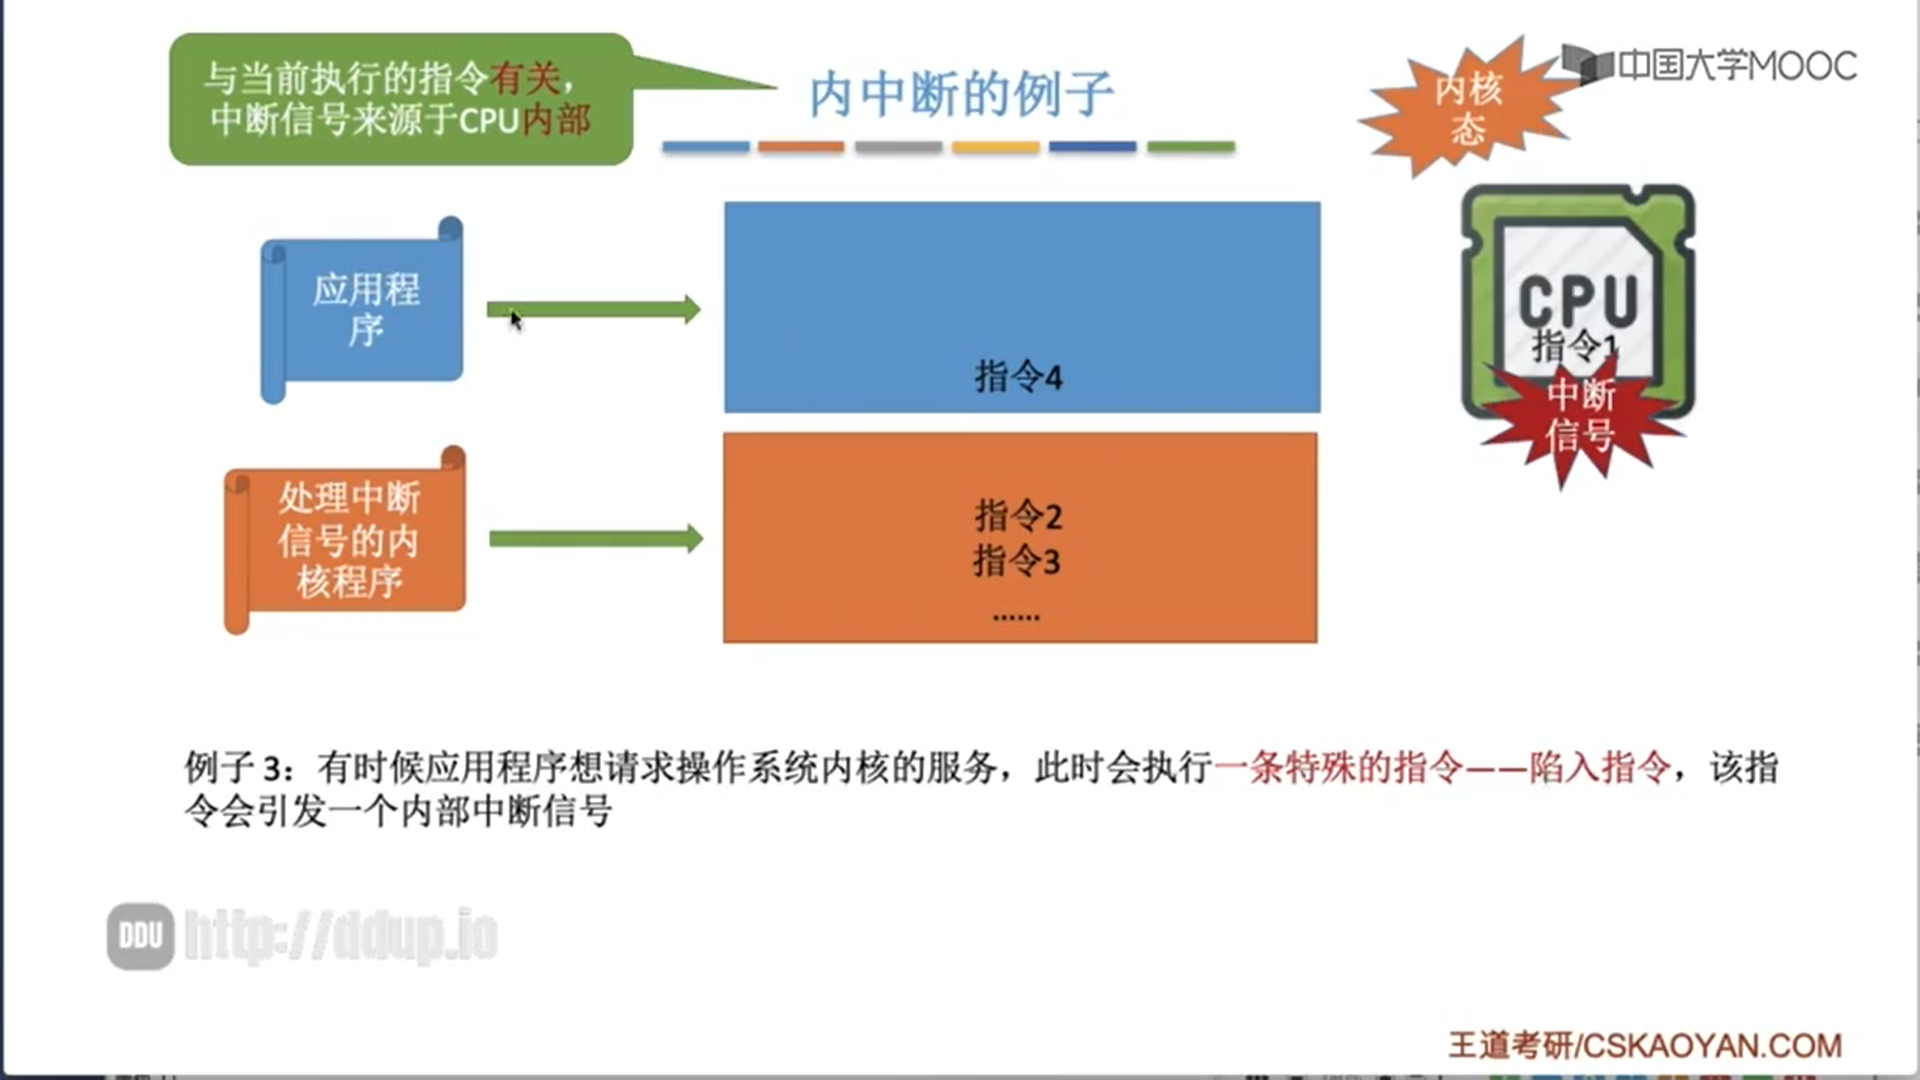 与当前执行的指令有关，
中断信号来源于CPU内部
内中断的例子
内核
态
中国大学MOOC
应用程
序
指令4
CPU
指令1
中断
信号
处理中断
信号的内
核程序
指令2
指令3
......
例子 3：有时候应用程序想请求操作系统内核的服务，此时会执行一条特殊的指令——陷入指令，该指
令会引发一个内部中断信号
DDU http://ddup.io
王道考研/CSKAOYAN.COM